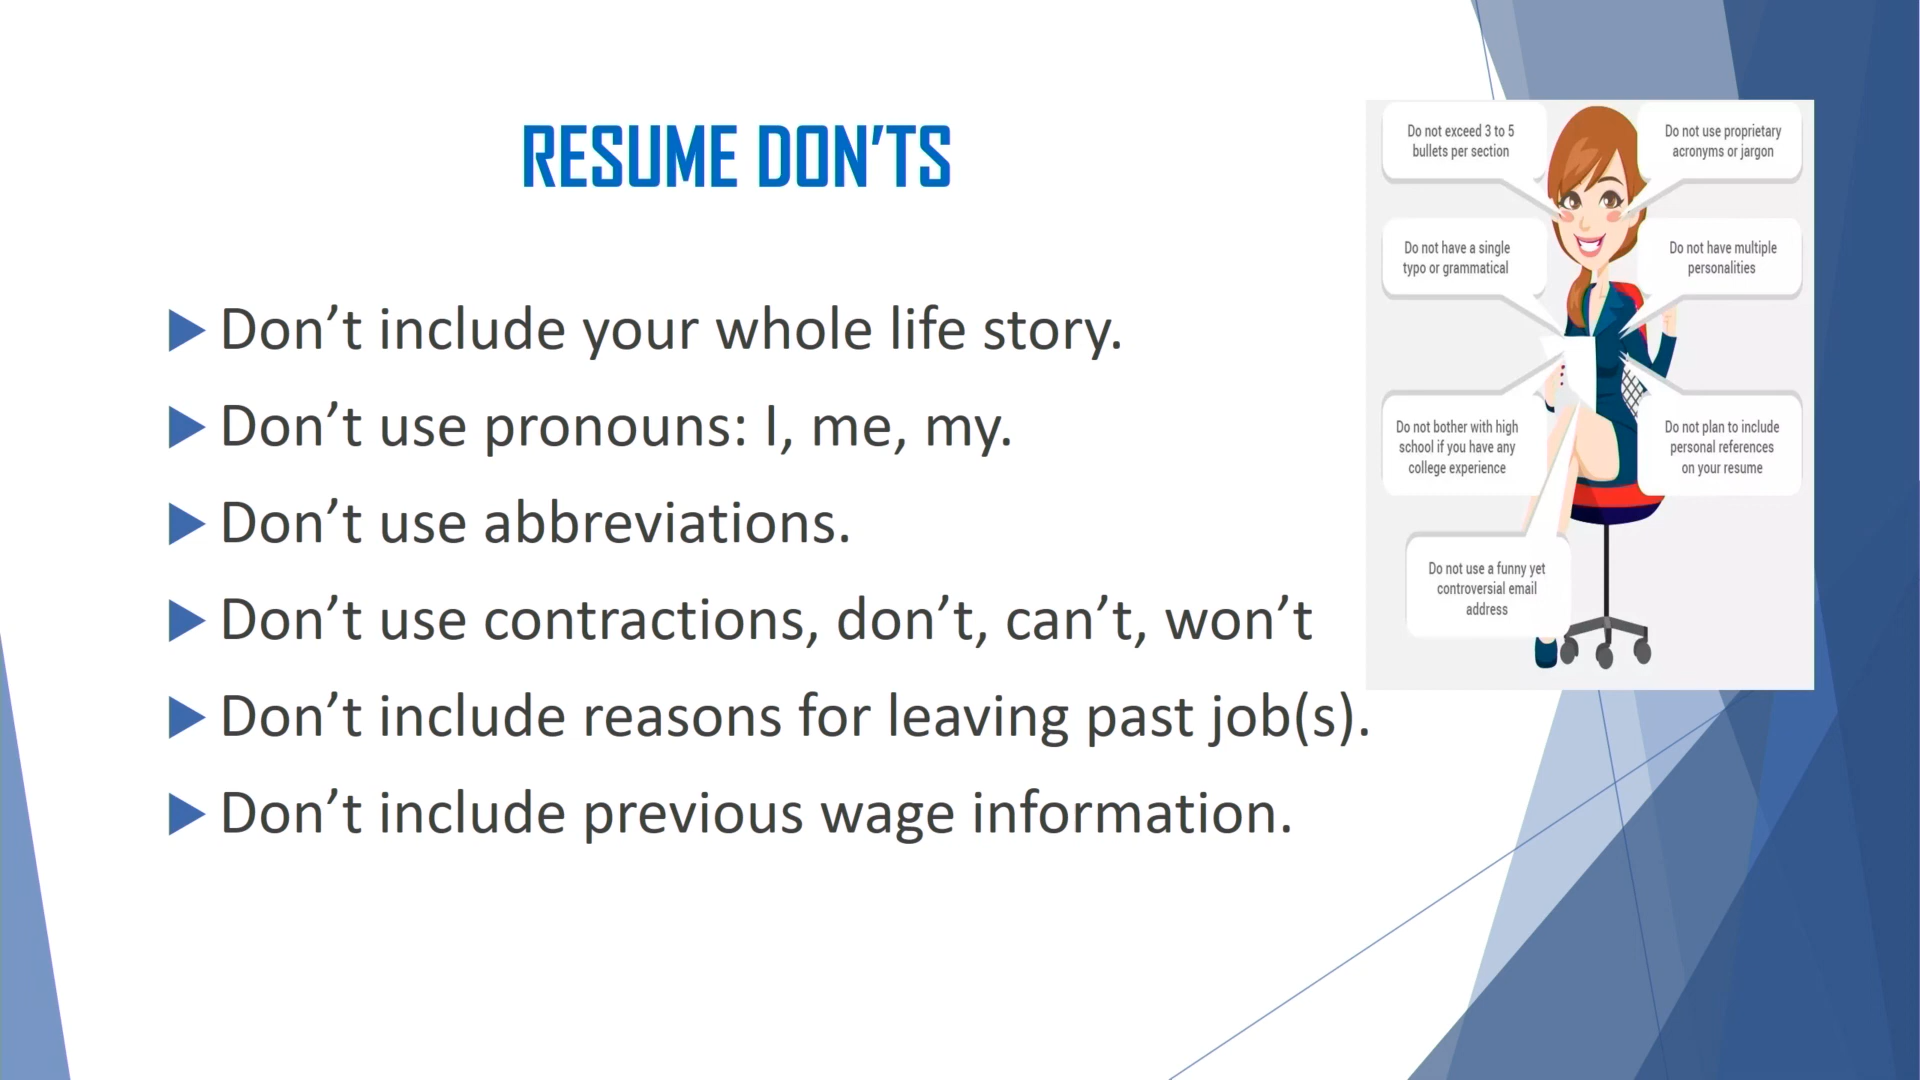 RESUME DON’TS
Don’t include your whole life story.
Don’t use pronouns: I, me, my.
Don’t use abbreviations.
Don’t use contractions, don’t, can’t, won’t
Don’t include reasons for leaving past job(s).
Don’t include previous wage information.
Do not exceed 3 to 5
bullets per section
Do not use proprietary
acronyms or jargon
Do not have a single
typo or grammatical
Do not have multiple
personalities
Do not bother with high
school if you have any
college experience
Do not plan to include
personal references
on your resume
Do not use a funny yet
controversial email
address